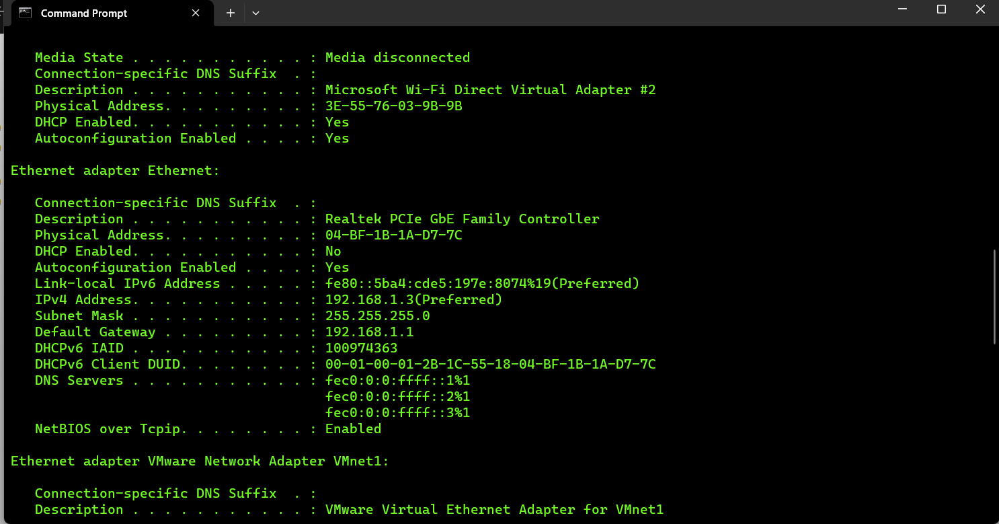 Command Prompt
Media State . . . . . . . . . . . : Media disconnected
Connection-specific DNS Suffix  . :
Description . . . . . . . . . . . : Microsoft Wi-Fi Direct Virtual Adapter #2
Physical Address. . . . . . . . . : 3E-55-76-03-9B-9B
DHCP Enabled. . . . . . . . . . . : Yes
Autoconfiguration Enabled . . . . : Yes
Ethernet adapter Ethernet:
Connection-specific DNS Suffix  . :
Description . . . . . . . . . . . : Realtek PCIe GbE Family Controller
Physical Address. . . . . . . . . : 04-BF-1B-1A-D7-7C
DHCP Enabled. . . . . . . . . . . : No
Autoconfiguration Enabled . . . . : Yes
Link-local IPv6 Address . . . . . : fe80::5ba4:cde5:197e:8074%19(Preferred)
IPv4 Address. . . . . . . . . . . : 192.168.1.3(Preferred)
Subnet Mask . . . . . . . . . . . : 255.255.255.0
Default Gateway . . . . . . . . . : 192.168.1.1
DHCPv6 IAID . . . . . . . . . . . : 100974363
DHCPv6 Client DUID. . . . . . . . : 00-01-00-01-2B-1C-55-18-04-BF-1B-1A-D7-7C
DNS Servers . . . . . . . . . . . : fec0:0:0:ffff::1%1
fec0:0:0:ffff::2%1
fec0:0:0:ffff::3%1
NetBIOS over Tcpip. . . . . . . . : Enabled
Ethernet adapter VMware Network Adapter VMnet1:
Connection-specific DNS Suffix  . :
Description . . . . . . . . . . . : VMware Virtual Ethernet Adapter for VMnet1